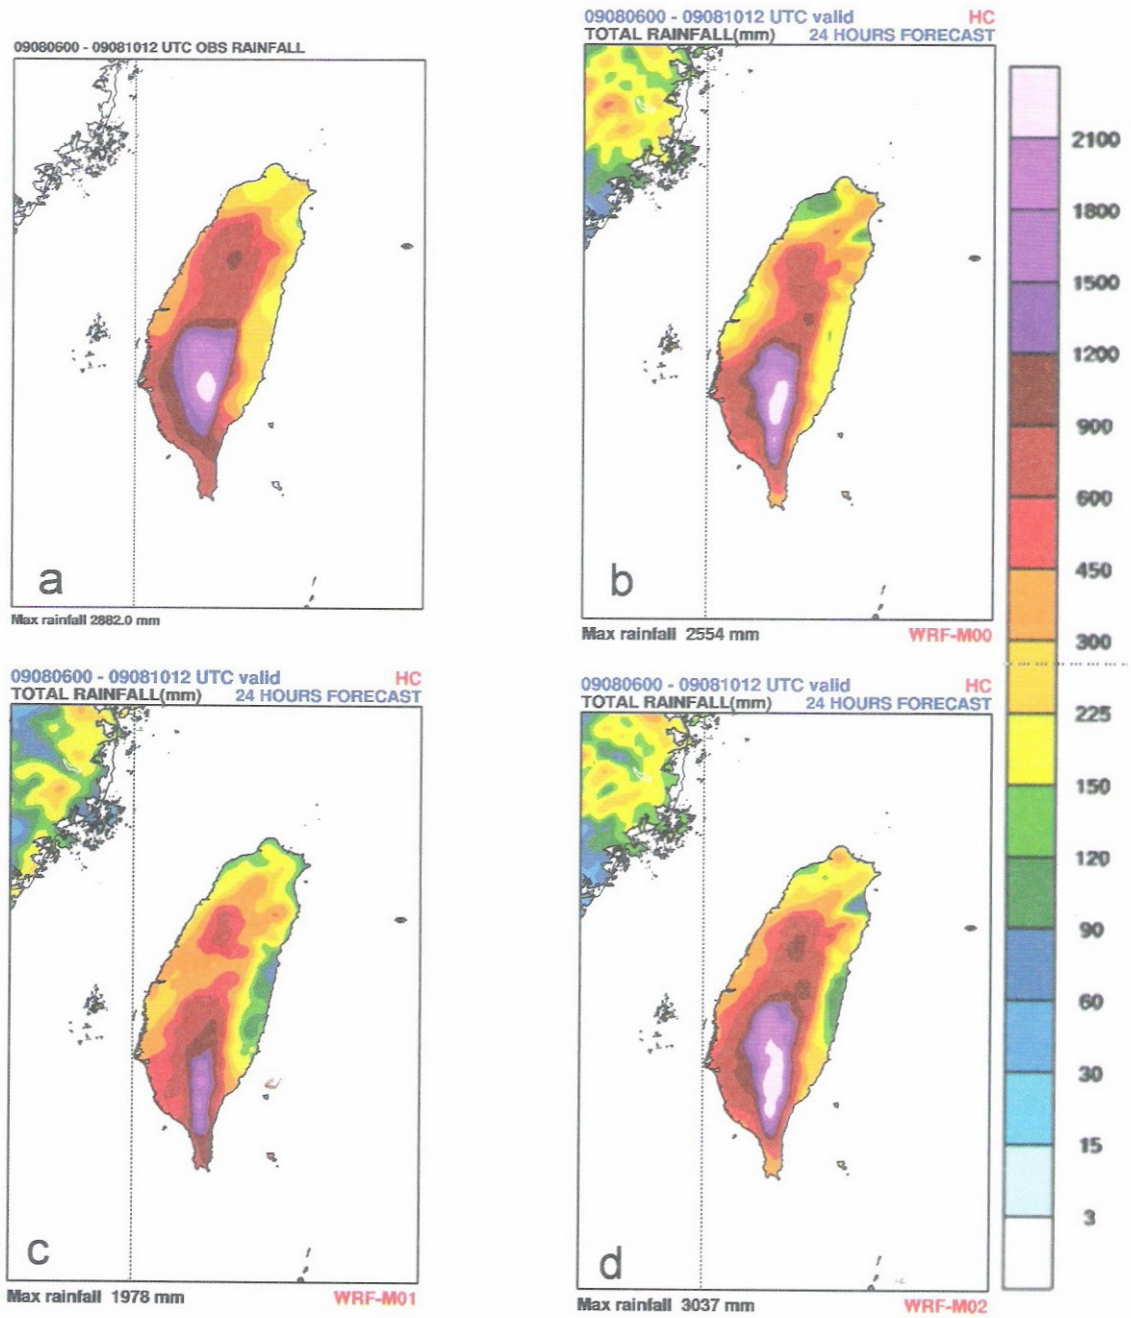 09080600 - 09081012 UTC OBS RAINFALL
a
Max rainfall 2882.0 mm
09080600 - 09081012 UTC valid HC
TOTAL RAINFALL(mm) 24 HOURS FORECAST
b
Max rainfall 2554 mm WRF-M00
09080600 - 09081012 UTC valid HC
TOTAL RAINFALL(mm) 24 HOURS FORECAST
c
Max rainfall 1978 mm WRF-M01
09080600 - 09081012 UTC valid HC
TOTAL RAINFALL(mm) 24 HOURS FORECAST
d
Max rainfall 3037 mm WRF-M02
2100
1800
1500
1200
900
600
450
300
225
150
120
90
60
30
15
3